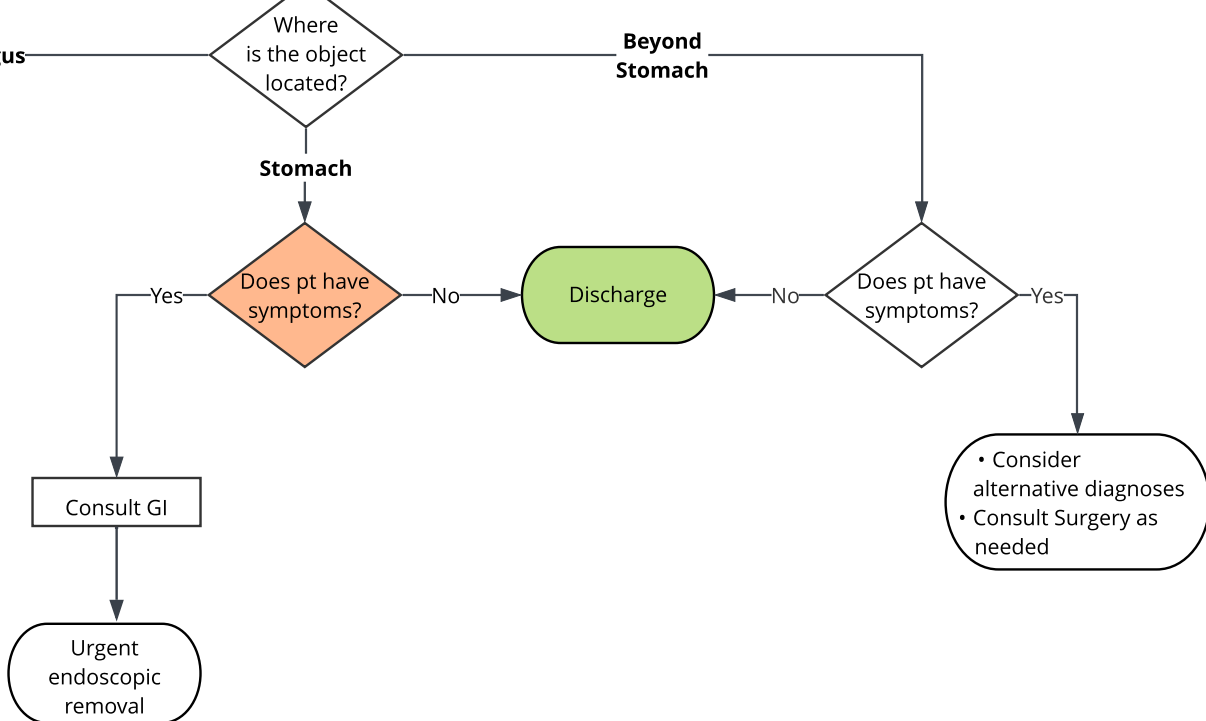 Where
is the object
located?
Beyond
Stomach
Stomach
Does pt have
symptoms?
Yes
No
Discharge
No
Does pt have
symptoms?
Yes
Consult GI
• Consider
alternative diagnoses
• Consult Surgery as
needed
Urgent
endoscopic
removal